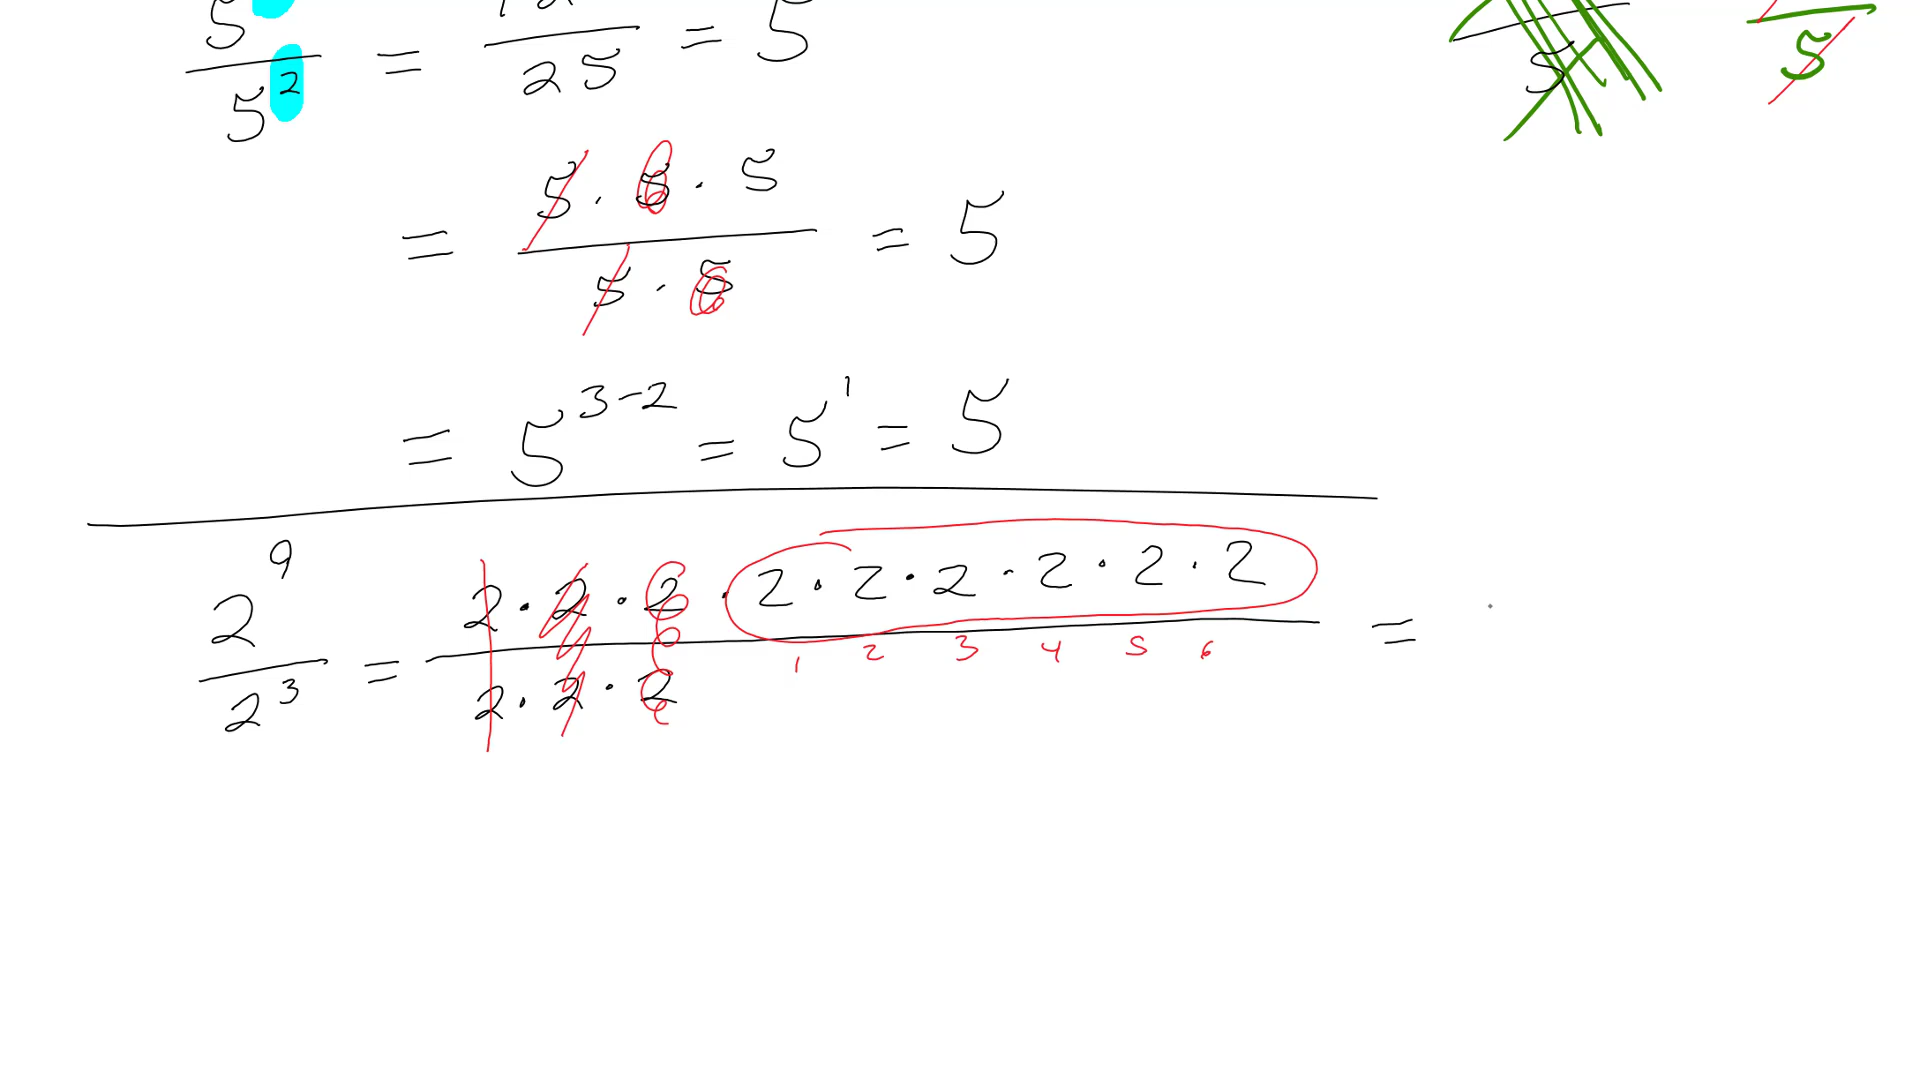 5
5^2 = 25 = 5
5
5
= 5 · 5 · 5 / 5 · 5 = 5
= 5^{3-2} = 5^1 = 5
2^9 / 2^3 = 2 · 2 · 2 · 2 · 2 · 2 · 2 · 2 · 2 / 2 · 2 · 2 =
1 2 3 4 5 6